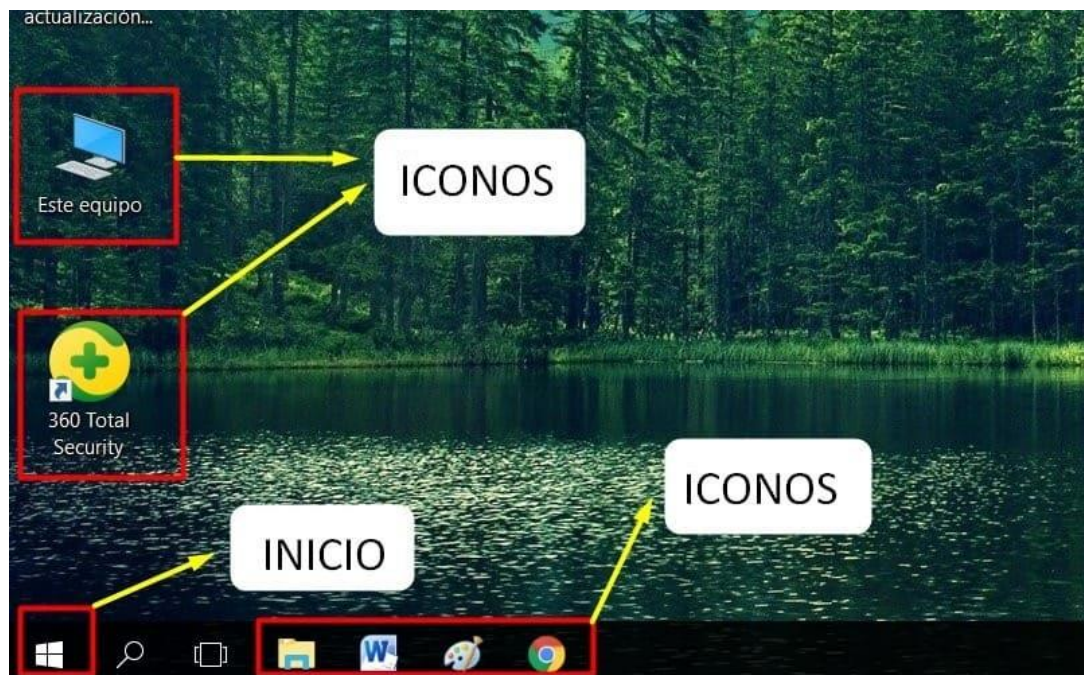 actualización...
Este equipo
ICONOS
360 Total
Security
ICONOS
INICIO
W